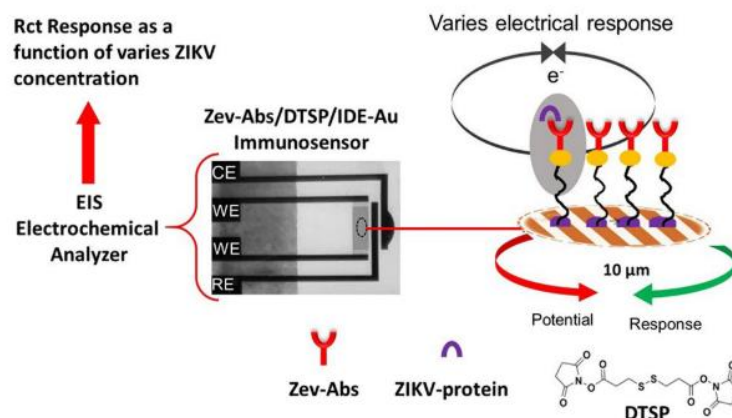 Rct Response as a
function of varies ZIKV
concentration
Varies electrical response
e-
Zev-Abs/DTSP/IDE-Au
Immunosensor
EIS
Electrochemical
Analyzer
CE
WE
WE
RE
10 μm
Potential
Response
Zev-Abs
ZIKV-protein
O
O
N
O
O
O
S-S
O
O
N
O
O
DTSP